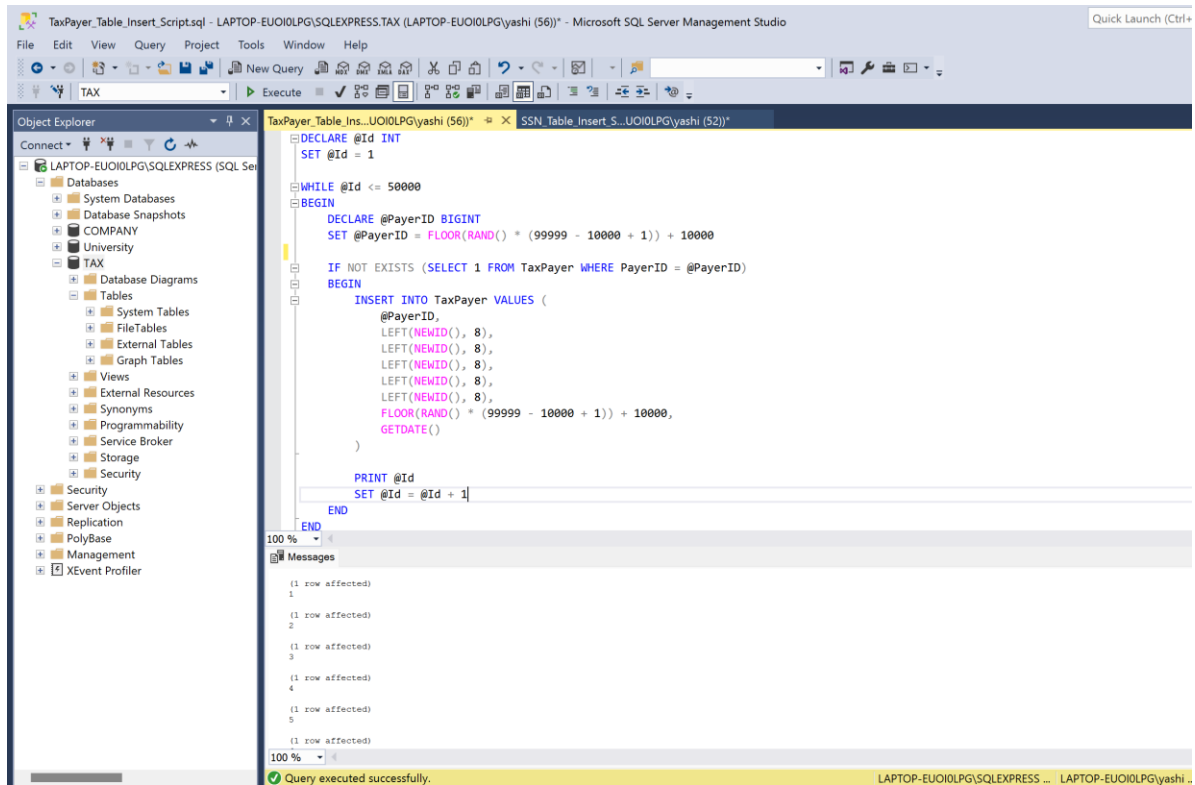 TaxPayer_Table_Insert_Script.sql - LAPTOP-EUOI0LPG\SQLEXPRESS.TAX (LAPTOP-EUOI0LPG\yashi (56))* - Microsoft SQL Server Management Studio
Quick Launch (Ctrl+
File Edit View Query Project Tools Window Help
New Query
TAX
Execute
Object Explorer
Connect
LAPTOP-EUOI0LPG\SQLEXPRESS (SQL Ser
Databases
System Databases
Database Snapshots
COMPANY
University
TAX
Database Diagrams
Tables
System Tables
FileTables
External Tables
Graph Tables
Views
External Resources
Synonyms
Programmability
Service Broker
Storage
Security
Security
Server Objects
Replication
PolyBase
Management
XEvent Profiler
TaxPayer_Table_Ins...UOI0LPG\yashi (56))* SSN_Table_Insert_S...UOI0LPG\yashi (52))*
DECLARE @Id INT
SET @Id = 1
WHILE @Id <= 50000
BEGIN
DECLARE @PayerID BIGINT
SET @PayerID = FLOOR(RAND() * (99999 - 10000 + 1)) + 10000
IF NOT EXISTS (SELECT 1 FROM TaxPayer WHERE PayerID = @PayerID)
BEGIN
INSERT INTO TaxPayer VALUES (
@PayerID,
LEFT(NEWID(), 8),
LEFT(NEWID(), 8),
LEFT(NEWID(), 8),
LEFT(NEWID(), 8),
LEFT(NEWID(), 8),
FLOOR(RAND() * (99999 - 10000 + 1)) + 10000,
GETDATE()
)
PRINT @Id
SET @Id = @Id + 1
END
END
100 %
Messages
(1 row affected)
1
(1 row affected)
2
(1 row affected)
3
(1 row affected)
4
(1 row affected)
5
(1 row affected)
100 %
Query executed successfully.
LAPTOP-EUOI0LPG\SQLEXPRESS ... LAPTOP-EUOI0LPG\yashi ..